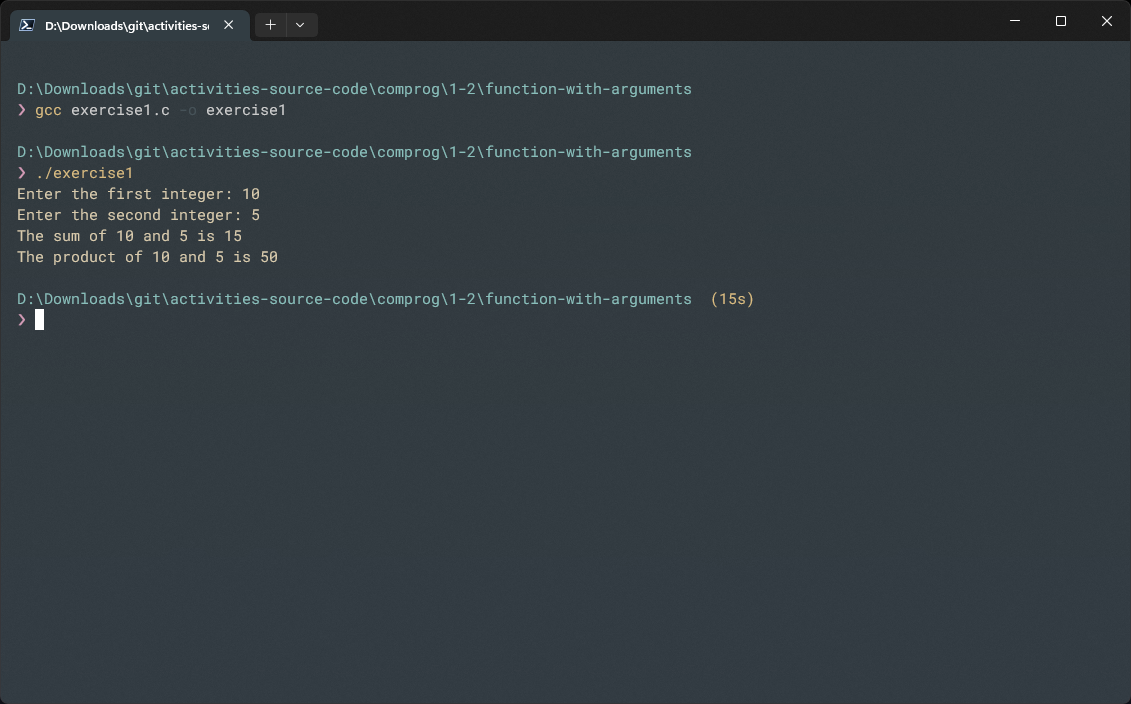 D:\Downloads\git\activities-s
D:\Downloads\git\activities-source-code\comprog\1-2\function-with-arguments
❯ gcc exercise1.c -o exercise1
D:\Downloads\git\activities-source-code\comprog\1-2\function-with-arguments
❯ ./exercise1
Enter the first integer: 10
Enter the second integer: 5
The sum of 10 and 5 is 15
The product of 10 and 5 is 50
D:\Downloads\git\activities-source-code\comprog\1-2\function-with-arguments (15s)
❯